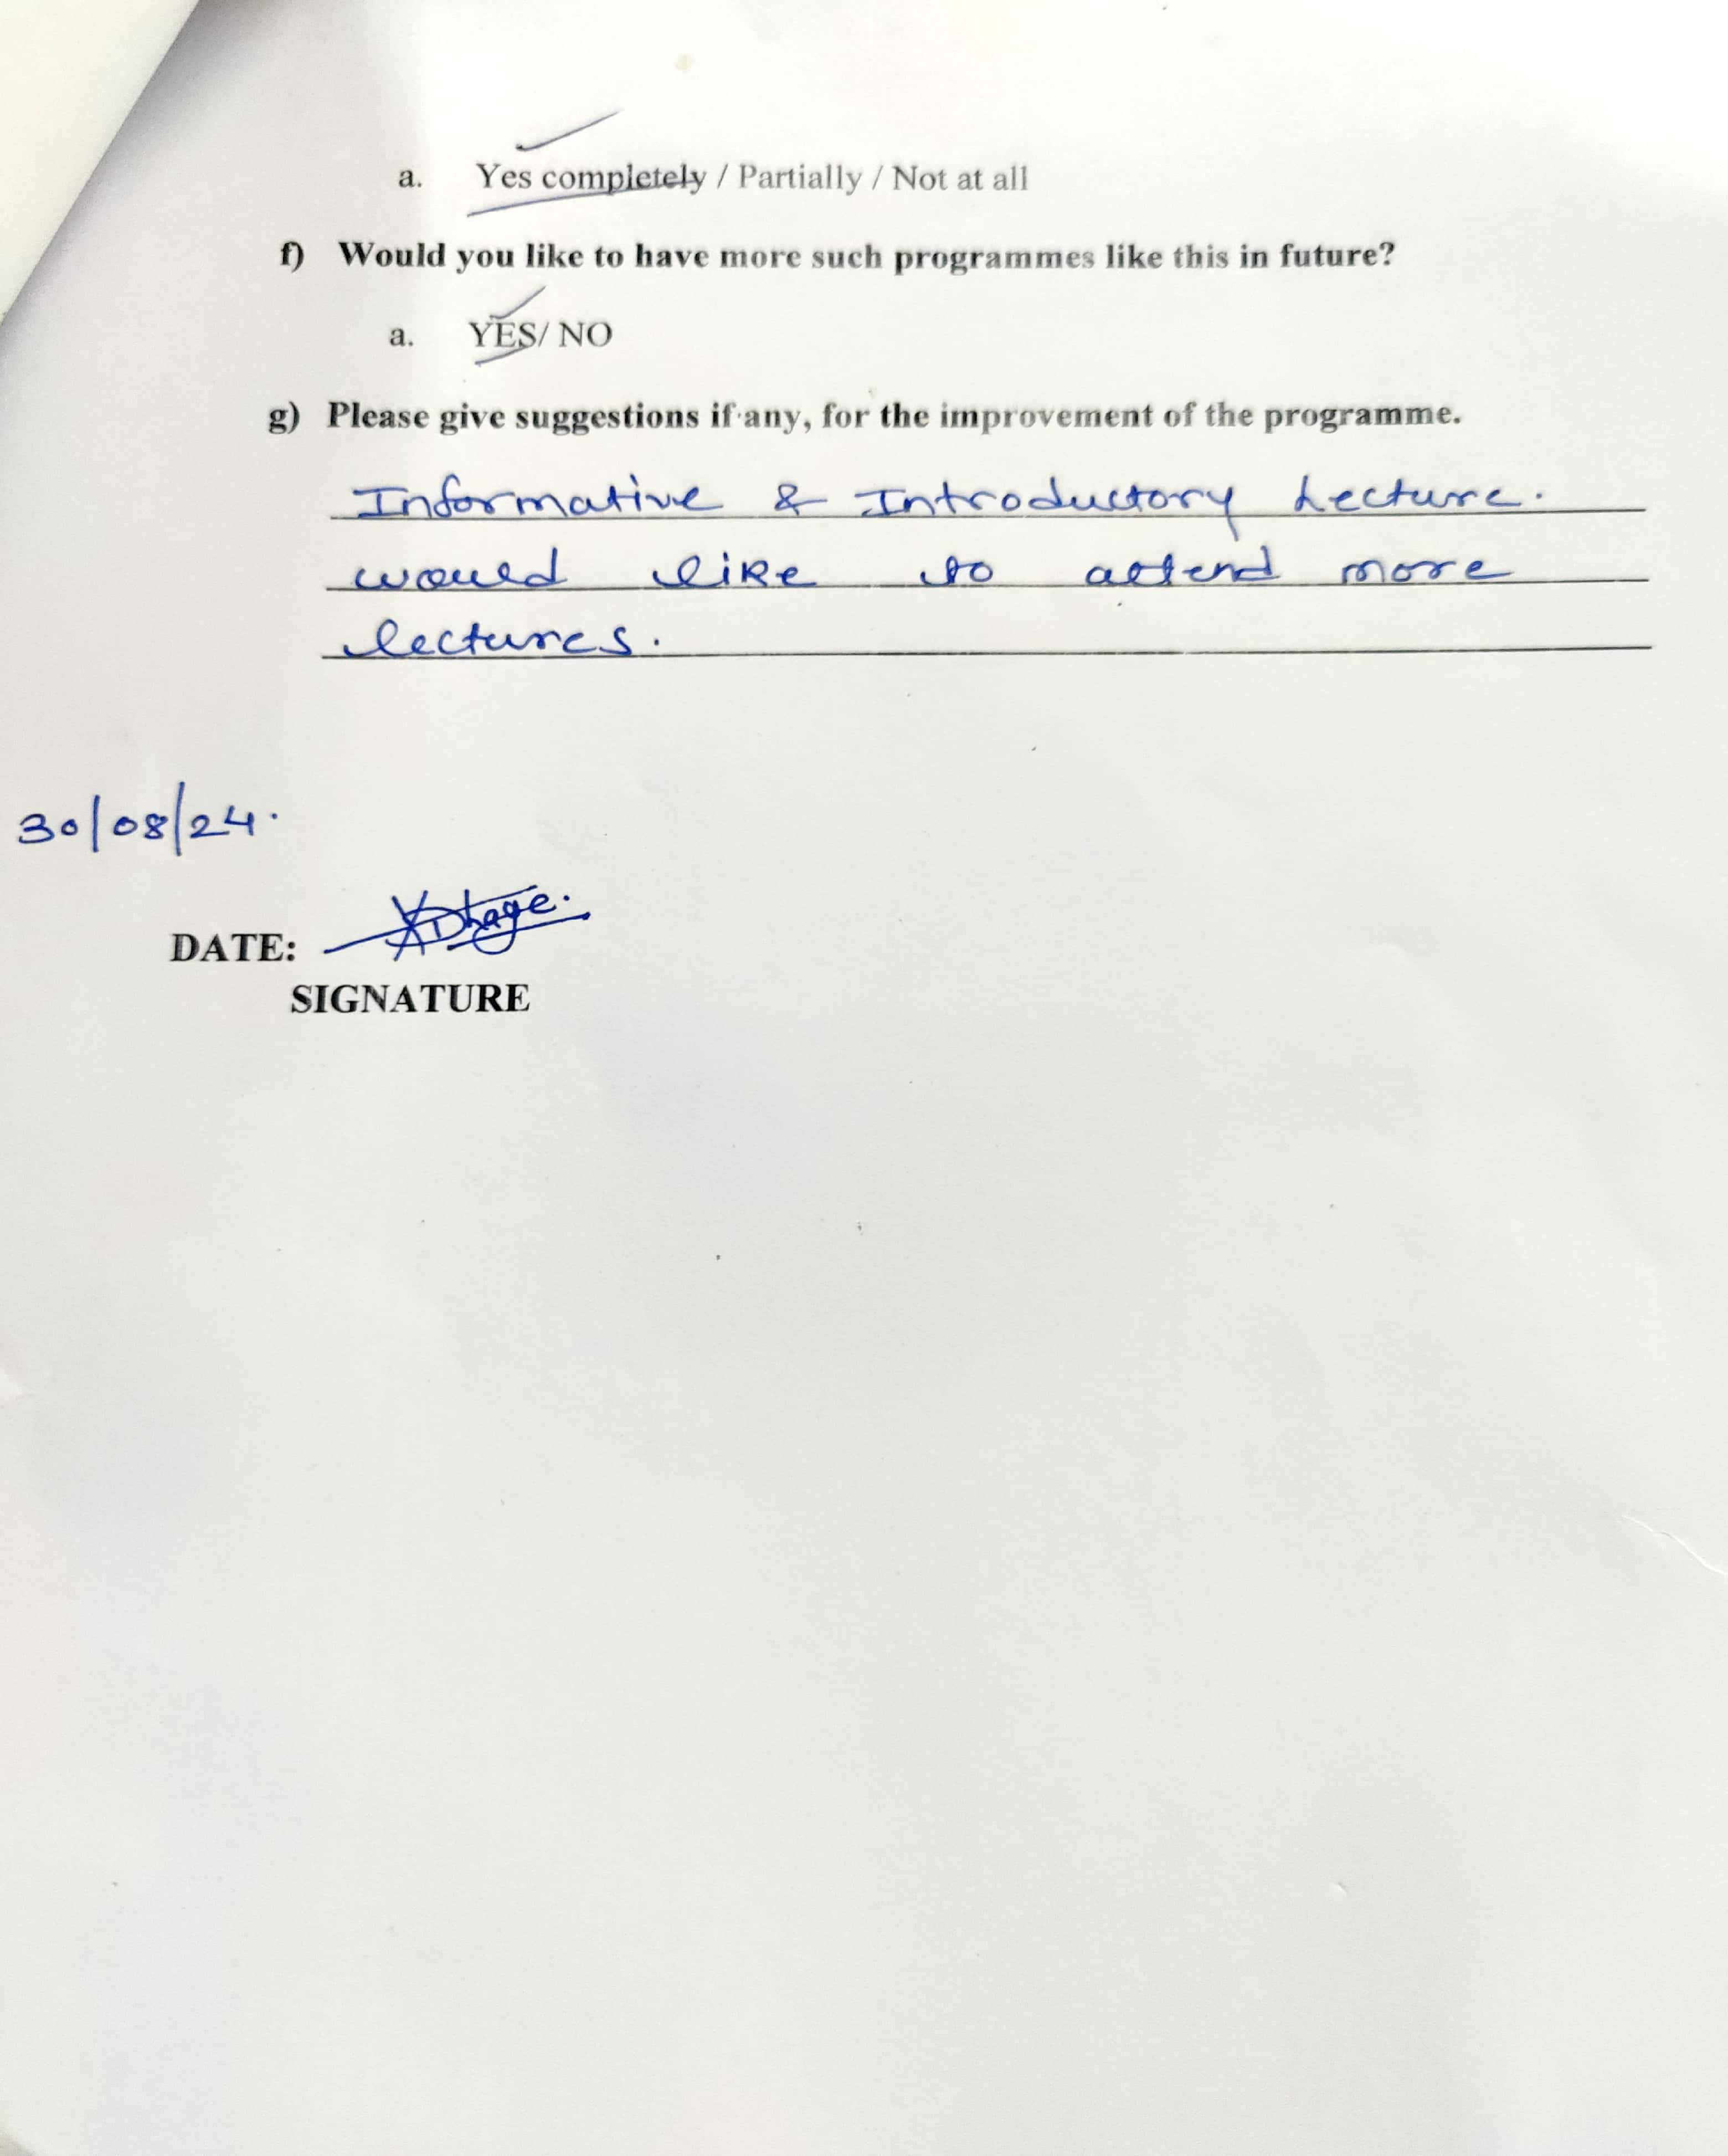 a. Yes completely / Partially / Not at all
f) Would you like to have more such programmes like this in future?
a. YES/ NO
g) Please give suggestions if any, for the improvement of the programme.
Informative & Introductory Lecture.
would like to attend more
lectures.
30/08/24.
DATE:
SIGNATURE